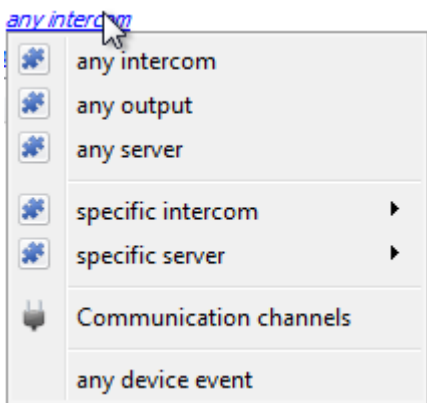 any intercom
any intercom
any output
any server
specific intercom
specific server
Communication channels
any device event